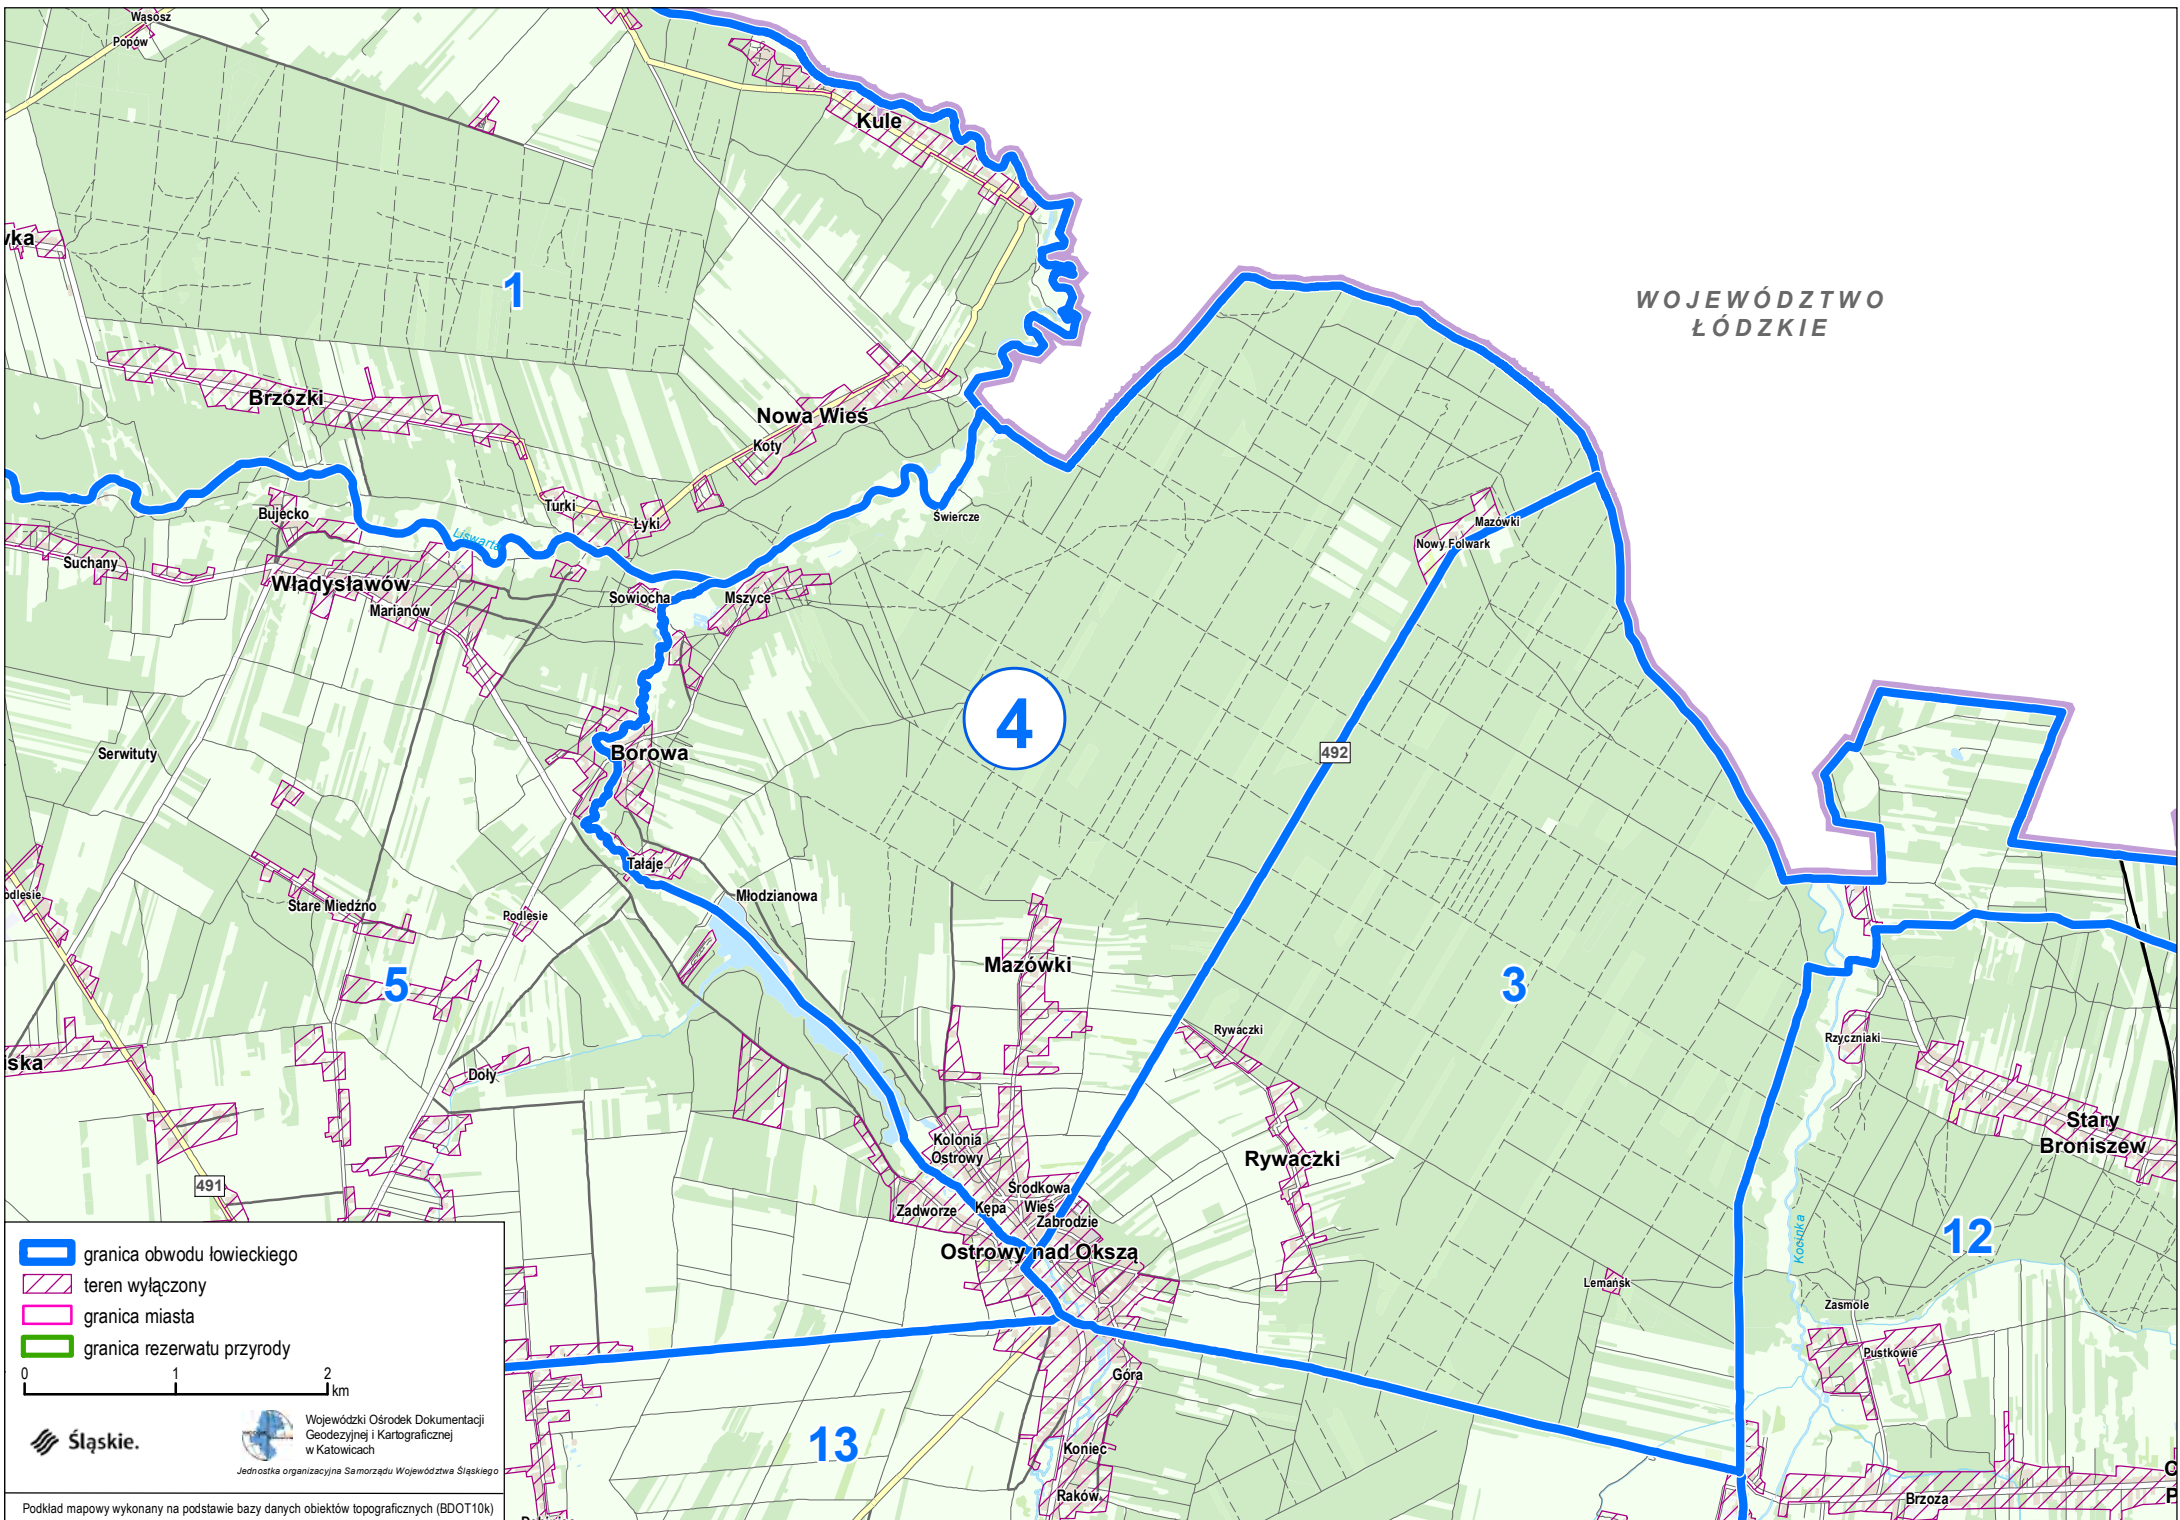 Wąsosz
Popów
Kule
1
WOJEWÓDZTWO
ŁÓDZKIE
Brzózki
Nowa Wieś
Koty
Turki
Łyki
Świercze
Bujecko
Liswarta
Suchany
Władysławów
Marianów
Sowiocha
Mszyce
Mazówki
Nowy Folwark
4
492
Serwituty
Borowa
Tałaje
Młodzianowa
odlesie
Stare Miedźno
Podlesie
5
Mazówki
3
Rywaczki
Rzyczniaki
iska
Doły
Kolonia
Ostrowy
Rywaczki
Stary
Broniszew
491
Zadworze
Kępa
Środkowa
Wieś
Zabrodzie
Kocinka
12
Ostrowy nad Okszą
Lemańsk
Zasmole
Pustkowie
Góra
13
Koniec
Raków
Brzoza
granica obwodu łowieckiego
teren wyłączony
granica miasta
granica rezerwatu przyrody
0 1 2
km
Śląskie.
Wojewódzki Ośrodek Dokumentacji
Geodezyjnej i Kartograficznej
w Katowicach
Jednostka organizacyjna Samorządu Województwa Śląskiego
Podkład mapowy wykonany na podstawie bazy danych obiektów topograficznych (BDOT10k)